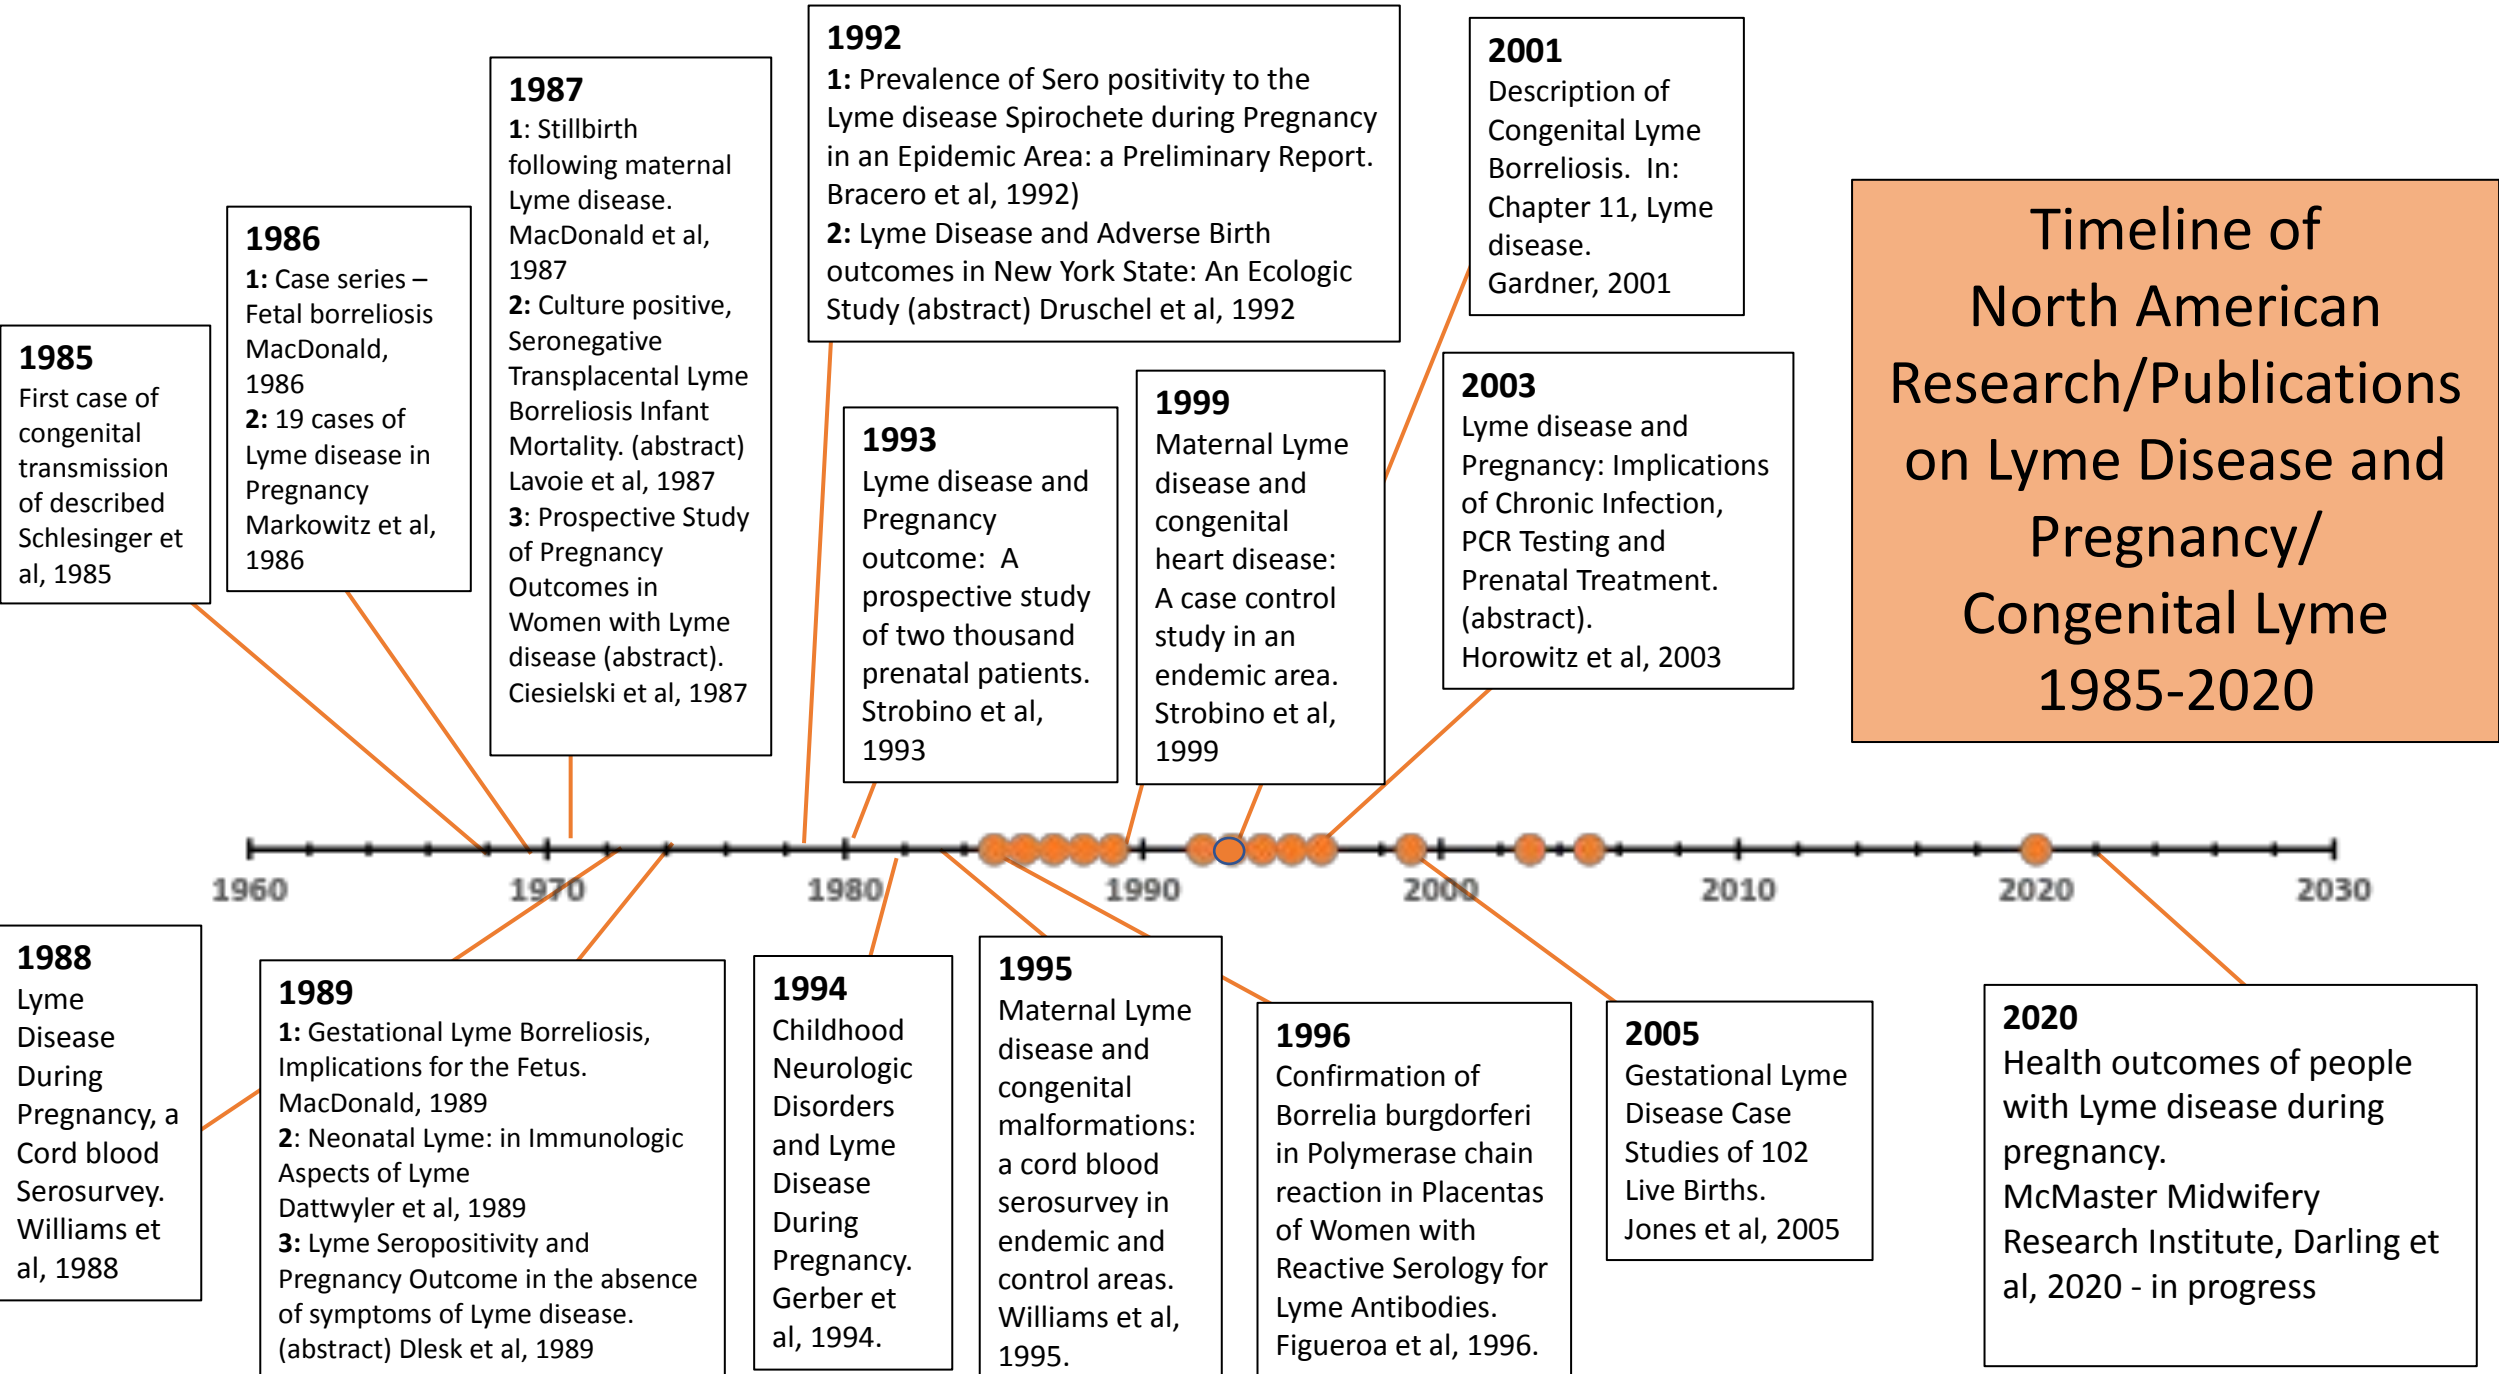 1985
First case of
congenital
transmission
of described
Schlesinger et
al, 1985
1986
1: Case series –
Fetal borreliosis
MacDonald,
1986
2: 19 cases of
Lyme disease in
Pregnancy
Markowitz et al,
1986
1987
1: Stillbirth
following maternal
Lyme disease.
MacDonald et al,
1987
2: Culture positive,
Seronegative
Transplacental Lyme
Borreliosis Infant
Mortality. (abstract)
Lavoie et al, 1987
3: Prospective Study
of Pregnancy
Outcomes in
Women with Lyme
disease (abstract).
Ciesielski et al, 1987
1992
1: Prevalence of Sero positivity to the
Lyme disease Spirochete during Pregnancy
in an Epidemic Area: a Preliminary Report.
Bracero et al, 1992)
2: Lyme Disease and Adverse Birth
outcomes in New York State: An Ecologic
Study (abstract) Druschel et al, 1992
1993
Lyme disease and
Pregnancy
outcome: A
prospective study
of two thousand
prenatal patients.
Strobino et al,
1993
1999
Maternal Lyme
disease and
congenital
heart disease:
A case control
study in an
endemic area.
Strobino et al,
1999
2001
Description of
Congenital Lyme
Borreliosis. In:
Chapter 11, Lyme
disease.
Gardner, 2001
2003
Lyme disease and
Pregnancy: Implications
of Chronic Infection,
PCR Testing and
Prenatal Treatment.
(abstract).
Horowitz et al, 2003
Timeline of
North American
Research/Publications
on Lyme Disease and
Pregnancy/
Congenital Lyme
1985-2020
1960 1970 1980 1990 2000 2010 2020 2030
1988
Lyme
Disease
During
Pregnancy, a
Cord blood
Serosurvey.
Williams et
al, 1988
1989
1: Gestational Lyme Borreliosis,
Implications for the Fetus.
MacDonald, 1989
2: Neonatal Lyme: in Immunologic
Aspects of Lyme
Dattwyler et al, 1989
3: Lyme Seropositivity and
Pregnancy Outcome in the absence
of symptoms of Lyme disease.
(abstract) Dlesk et al, 1989
1994
Childhood
Neurologic
Disorders
and Lyme
Disease
During
Pregnancy.
Gerber et
al, 1994.
1995
Maternal Lyme
disease and
congenital
malformations:
a cord blood
serosurvey in
endemic and
control areas.
Williams et al,
1995.
1996
Confirmation of
Borrelia burgdorferi
in Polymerase chain
reaction in Placentas
of Women with
Reactive Serology for
Lyme Antibodies.
Figueroa et al, 1996.
2005
Gestational Lyme
Disease Case
Studies of 102
Live Births.
Jones et al, 2005
2020
Health outcomes of people
with Lyme disease during
pregnancy.
McMaster Midwifery
Research Institute, Darling et
al, 2020 - in progress